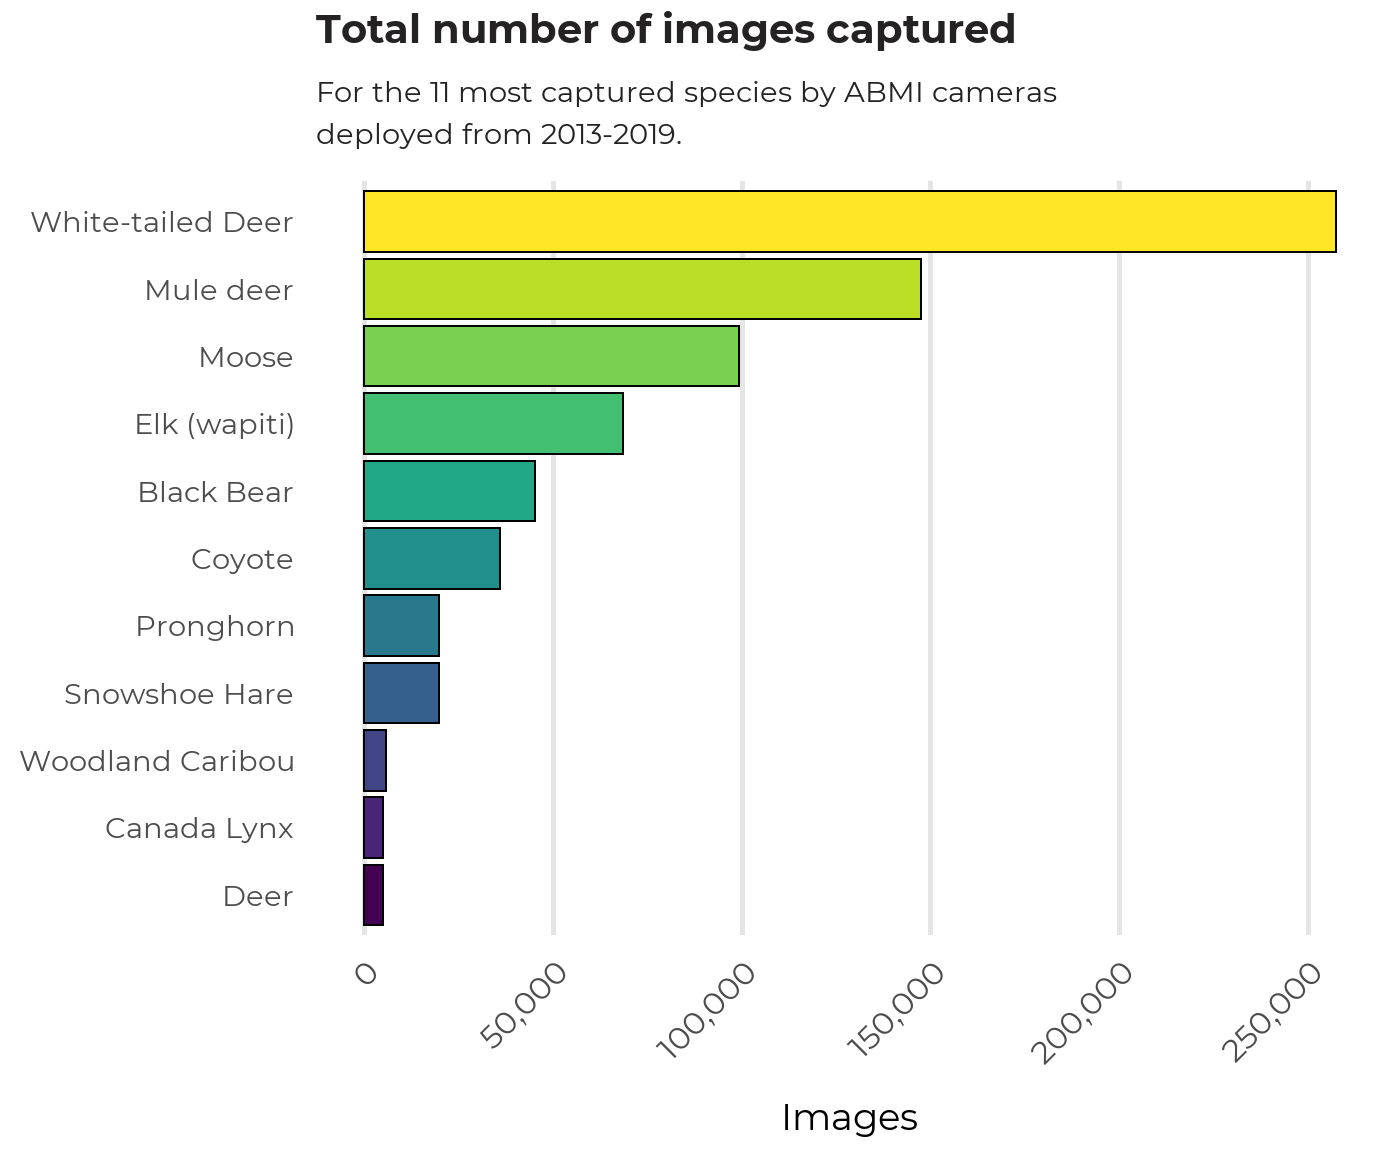 Total number of images captured
For the 11 most captured species by ABMI cameras
deployed from 2013-2019.
White-tailed Deer
Mule deer
Moose
Elk (wapiti)
Black Bear
Coyote
Pronghorn
Snowshoe Hare
Woodland Caribou
Canada Lynx
Deer
0
50,000
100,000
150,000
200,000
250,000
Images